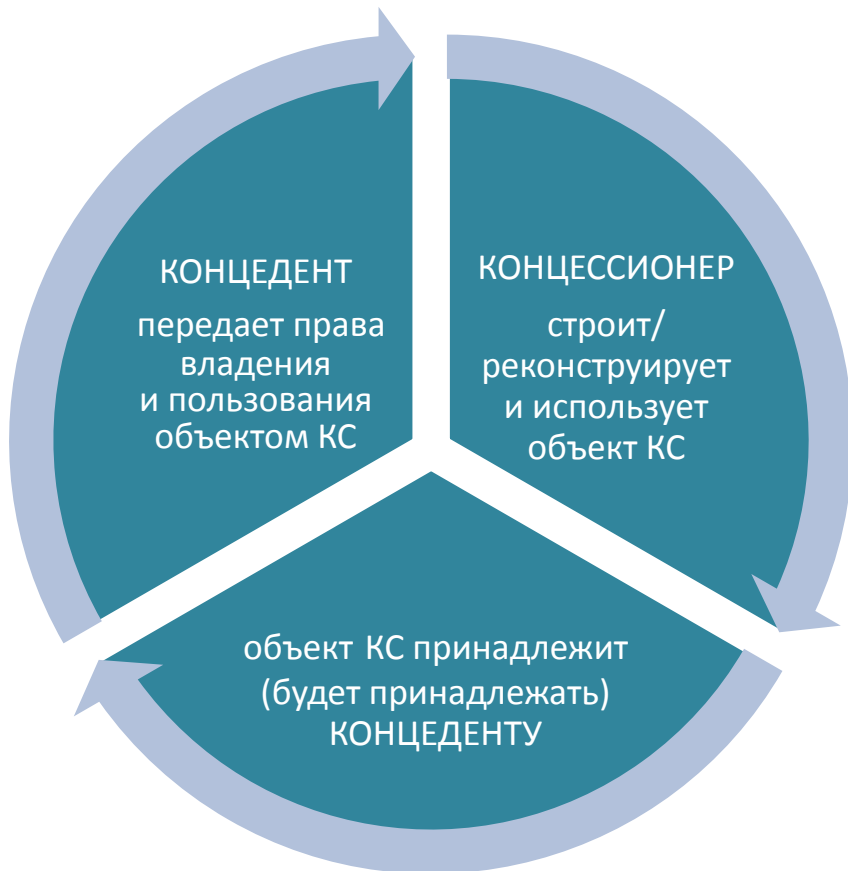 КОНЦЕДЕНТ
передает права
владения
и пользования
объектом КС
КОНЦЕССИОНЕР
строит/
реконструирует
и использует
объект КС
объект КС принадлежит
(будет принадлежать)
КОНЦЕДЕНТУ